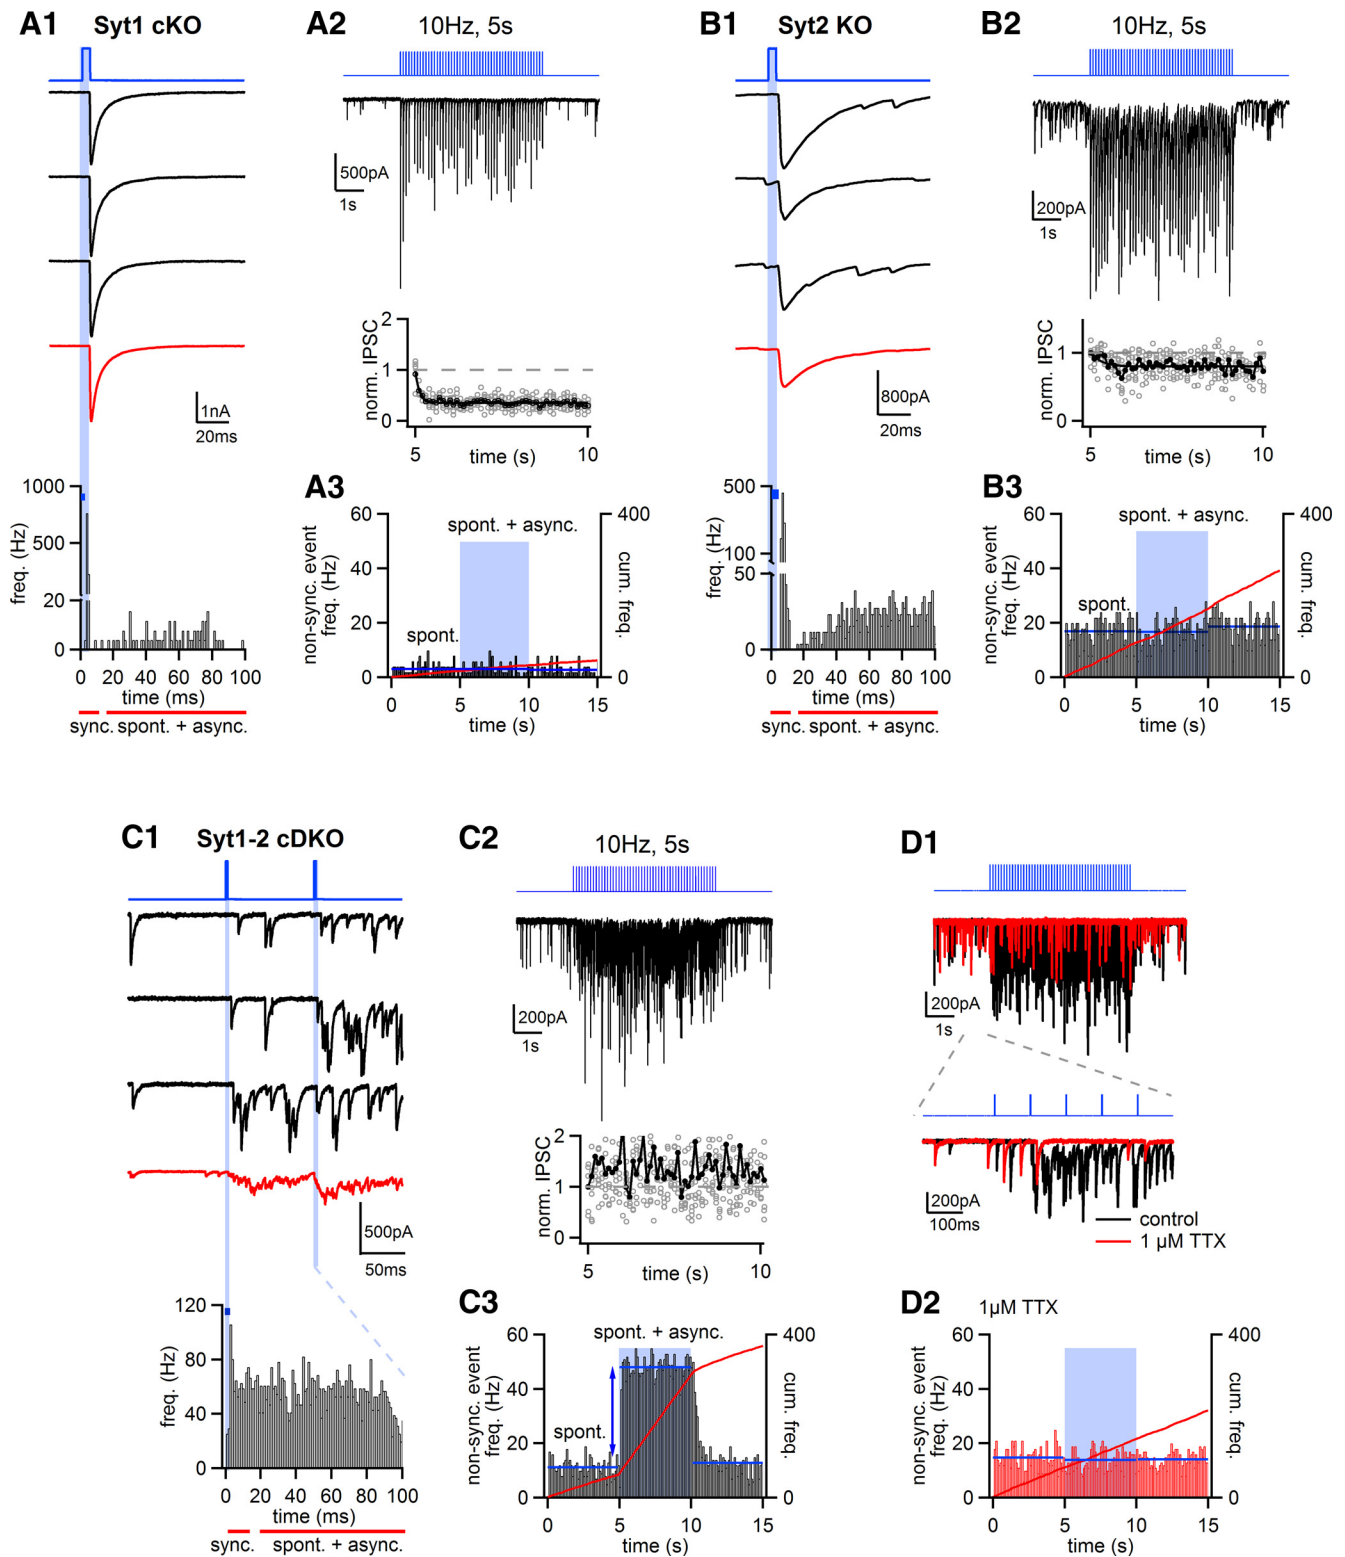 A1 Syt1 cKO
1nA
20ms
1000
500
20
0
freq. (Hz)
0 20 40 60 80 100
time (ms)
sync. spont. + async.
A2
10Hz, 5s
500pA
1s
2
1
0
norm. IPSC
5 10
time (s)
A3
60
40
20
0
non-sync. event
freq. (Hz)
spont. + async.
spont.
400
0
cum. freq.
0 5 10 15
time (s)
B1 Syt2 KO
800pA
20ms
500
100
50
0
freq. (Hz)
0 20 40 60 80 100
time (ms)
sync. spont. + async.
B2
10Hz, 5s
200pA
1s
1
0
norm. IPSC
5 10
time (s)
B3
60
40
20
0
non-sync. event
freq. (Hz)
spont. + async.
spont.
400
0
cum. freq.
0 5 10 15
time (s)
C1 Syt1-2 cDKO
500pA
50ms
120
80
40
0
freq. (Hz)
0 20 40 60 80 100
time (ms)
sync. spont. + async.
C2
10Hz, 5s
200pA
1s
2
1
0
norm. IPSC
5 10
time (s)
C3
spont. + async.
60
40
20
0
non-sync. event
freq. (Hz)
spont.
400
0
cum. freq.
0 5 10 15
time (s)
D1
200pA
1s
200pA
100ms
control
1 µM TTX
D2 1µM TTX
60
40
20
0
non-sync. event
freq. (Hz)
400
0
cum. freq.
0 5 10 15
time (s)